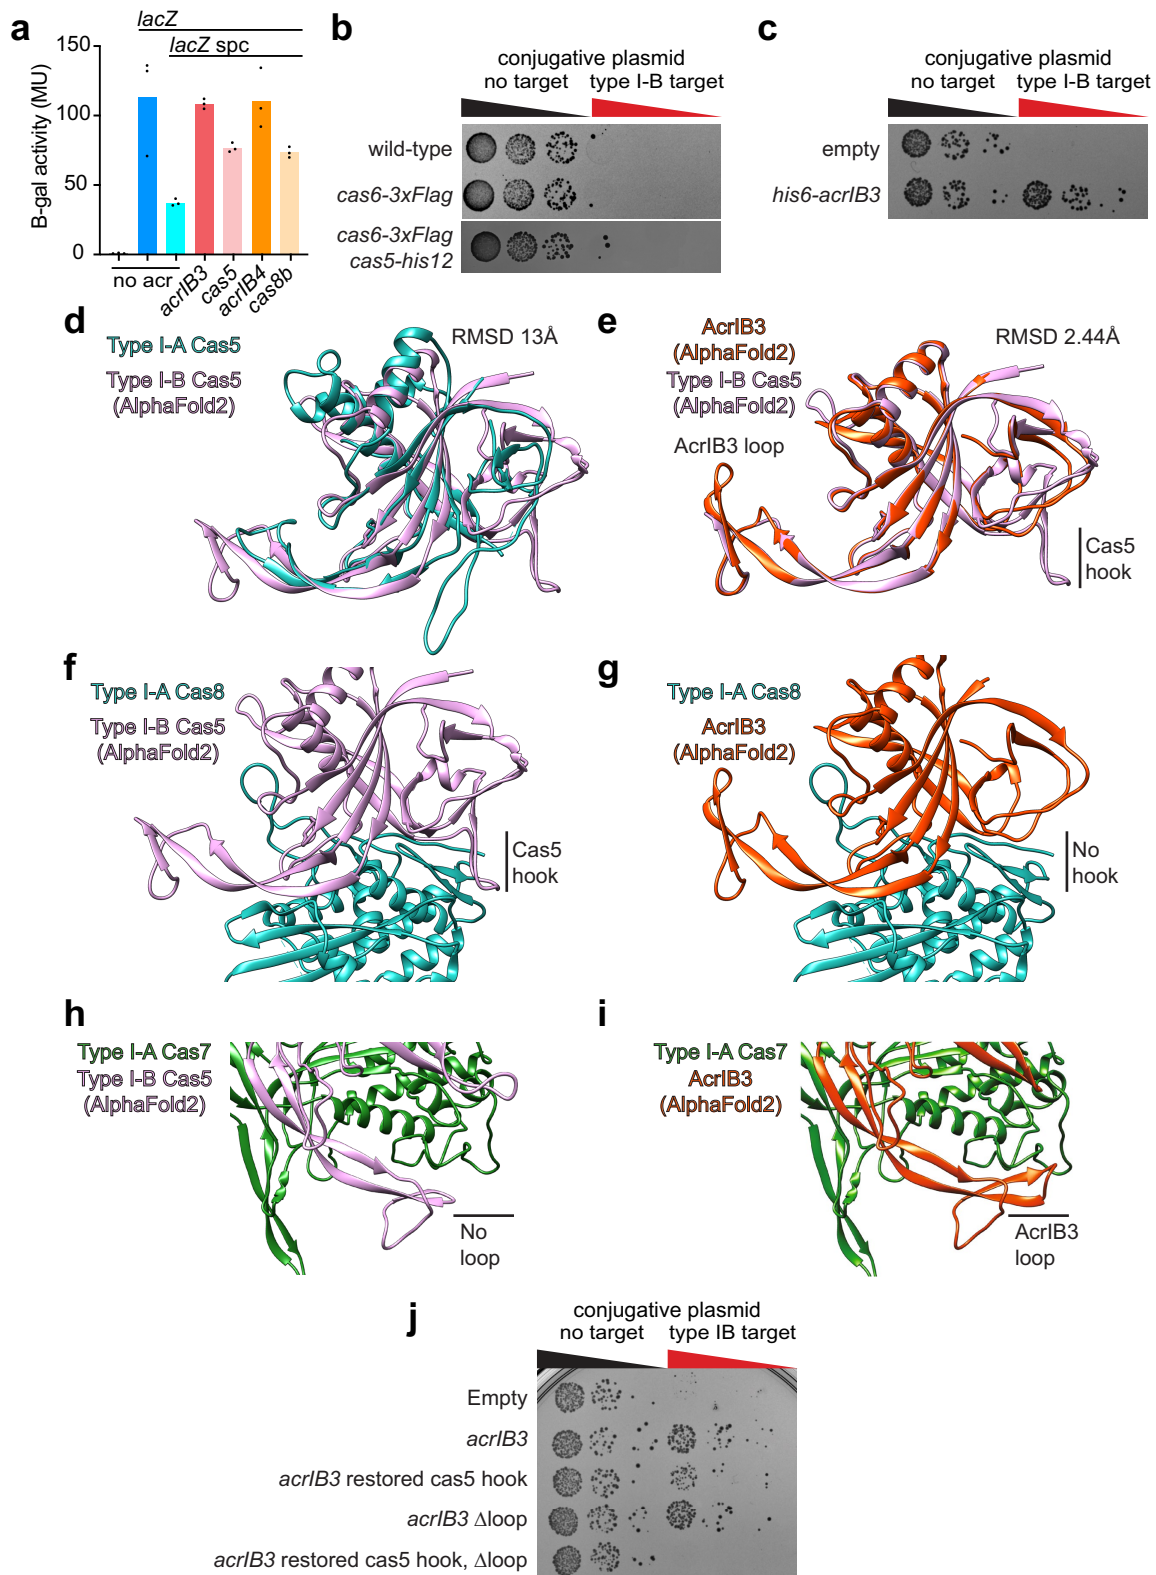 a
lacZ
lacZ spc
B-gal activity (MU)
150
100
50
0
no acr
acrIB3
cas5
acrIB4
cas8b
b
conjugative plasmid
no target
type I-B target
wild-type
cas6-3xFlag
cas6-3xFlag
cas5-his12
c
conjugative plasmid
no target
type I-B target
empty
his6-acrIB3
d
Type I-A Cas5
Type I-B Cas5
(AlphaFold2)
RMSD 13Å
e
AcrIB3
(AlphaFold2)
Type I-B Cas5
(AlphaFold2)
RMSD 2.44Å
AcrIB3 loop
Cas5
hook
f
Type I-A Cas8
Type I-B Cas5
(AlphaFold2)
Cas5
hook
g
Type I-A Cas8
AcrIB3
(AlphaFold2)
No
hook
h
Type I-A Cas7
Type I-B Cas5
(AlphaFold2)
No
loop
i
Type I-A Cas7
AcrIB3
(AlphaFold2)
AcrIB3
loop
j
conjugative plasmid
no target
type IB target
Empty
acrIB3
acrIB3 restored cas5 hook
acrIB3 Δloop
acrIB3 restored cas5 hook, Δloop